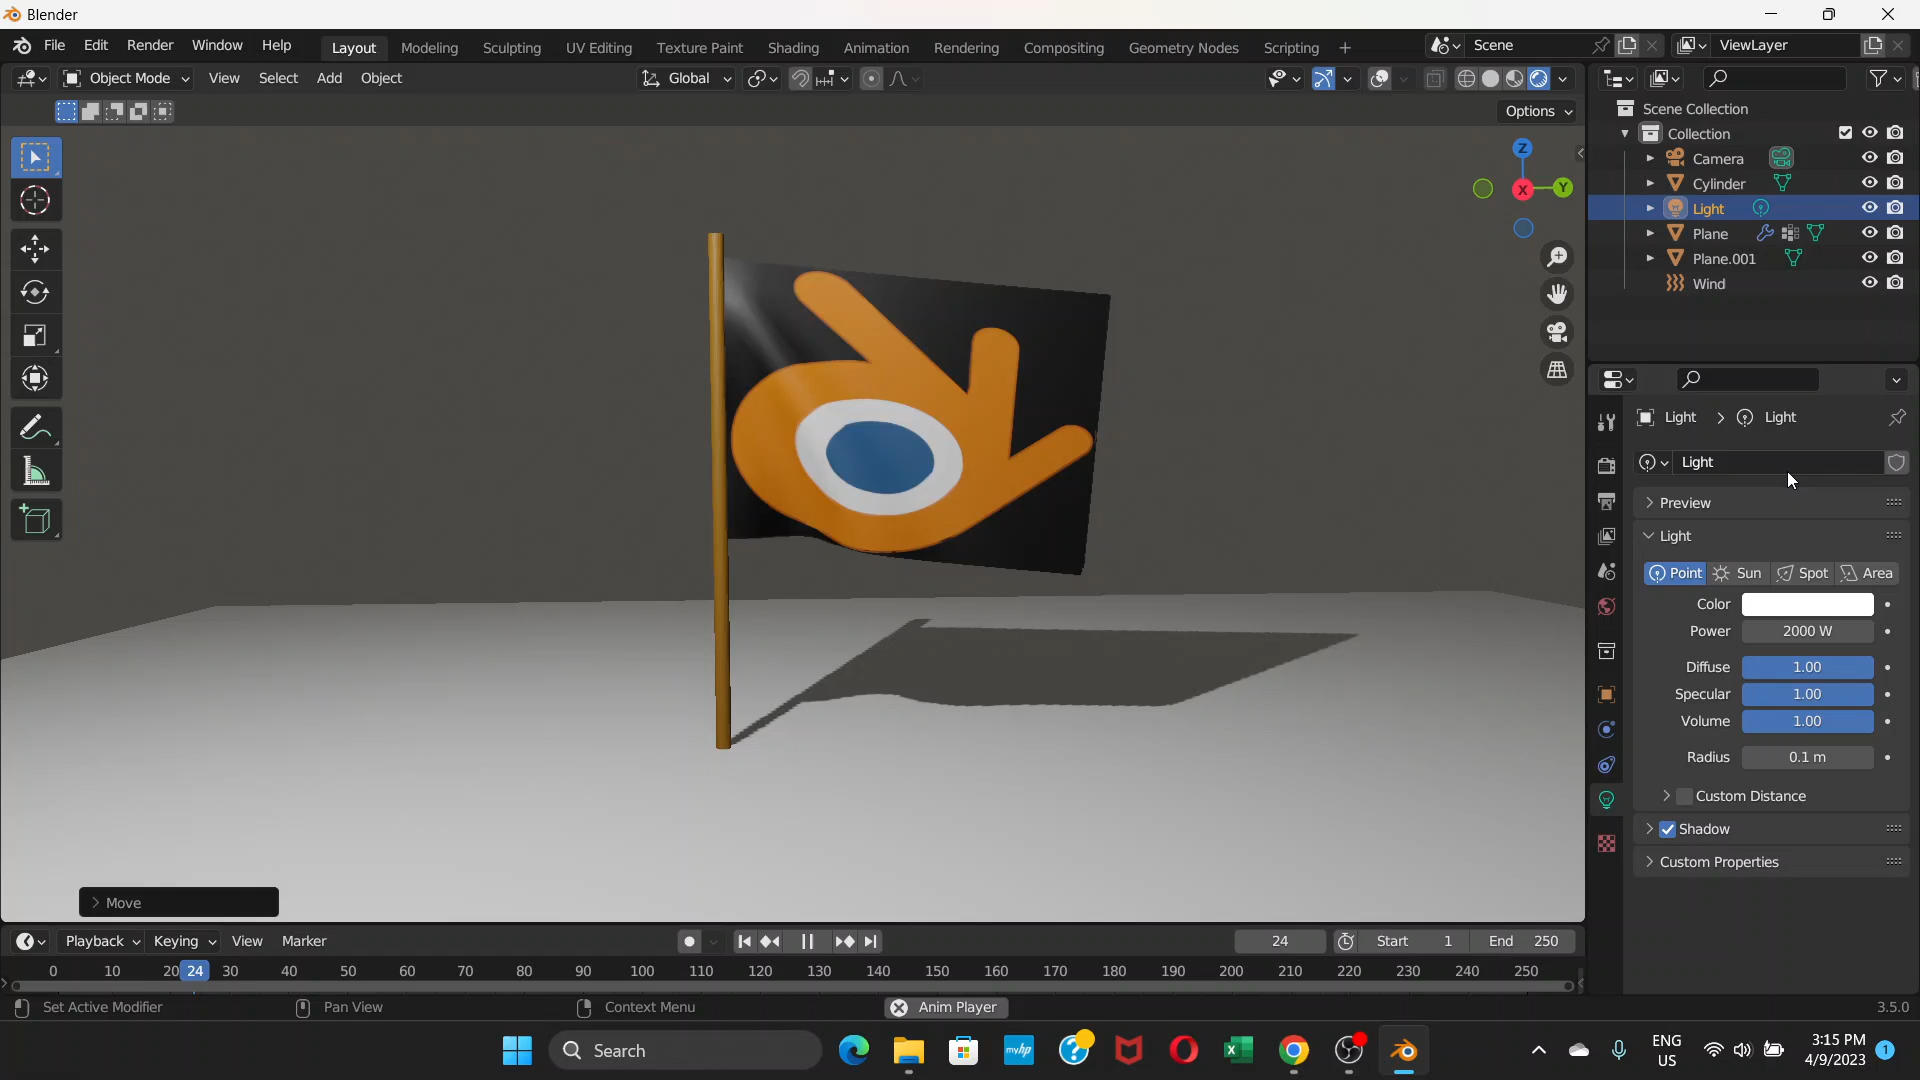 Blender
File Edit Render Window Help Layout Modeling Sculpting UV Editing Texture Paint Shading Animation Rendering Compositing Geometry Nodes Scripting + Scene ViewLayer
Object Mode View Select Add Object Global
Options
Z
X Y
Scene Collection
Collection
Camera
Cylinder
Light
Plane
Plane.001
Wind
Light > Light
Light
Preview
Light
Point Sun Spot Area
Color
Power 2000 W
Diffuse 1.00
Specular 1.00
Volume 1.00
Radius 0.1 m
Custom Distance
Shadow
Custom Properties
Move
Playback Keying View Marker 24 Start 1 End 250
0 10 20 24 30 40 50 60 70 80 90 100 110 120 130 140 150 160 170 180 190 200 210 220 230 240 250
Set Active Modifier Pan View Context Menu Anim Player 3.5.0
Search myhp ENG US 3:15 PM 4/9/2023 1